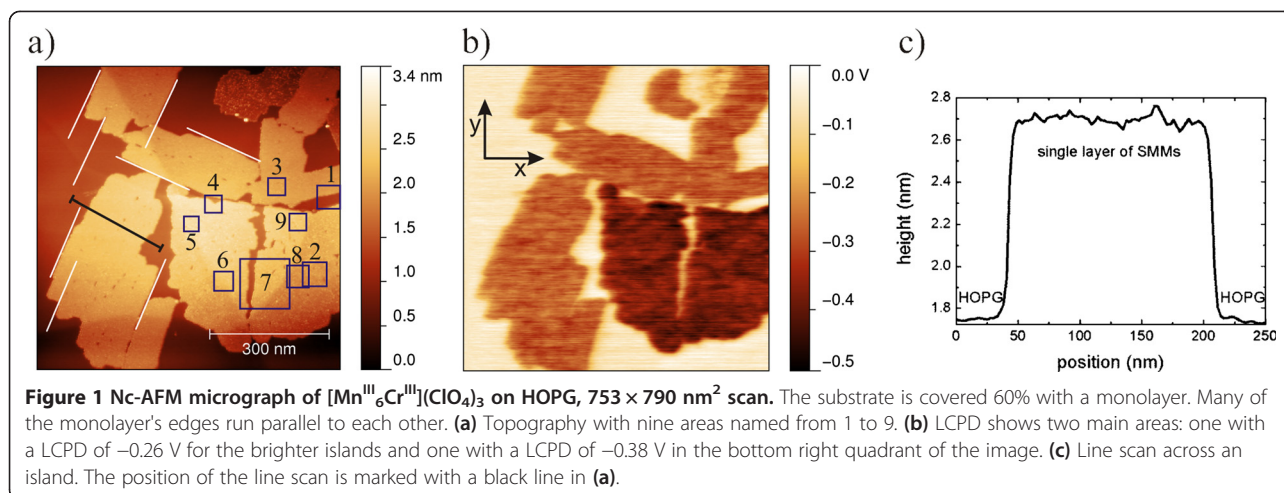 a)
3.4 nm
2.5
2.0
1.5
1.0
0.5
0.0
1
2
3
4
5
6
7
8
9
300 nm
b)
y
x
0.0 V
−0.1
−0.2
−0.3
−0.4
−0.5
c)
2.8
2.6
2.4
2.2
2.0
1.8
height (nm)
single layer of SMMs
HOPG
HOPG
0
50
100
150
200
250
position (nm)
Figure 1 Nc-AFM micrograph of [Mn^III_6Cr^III](ClO4)3 on HOPG, 753 × 790 nm² scan. The substrate is covered 60% with a monolayer. Many of
the monolayer's edges run parallel to each other. (a) Topography with nine areas named from 1 to 9. (b) LCPD shows two main areas: one with
a LCPD of −0.26 V for the brighter islands and one with a LCPD of −0.38 V in the bottom right quadrant of the image. (c) Line scan across an
island. The position of the line scan is marked with a black line in (a).